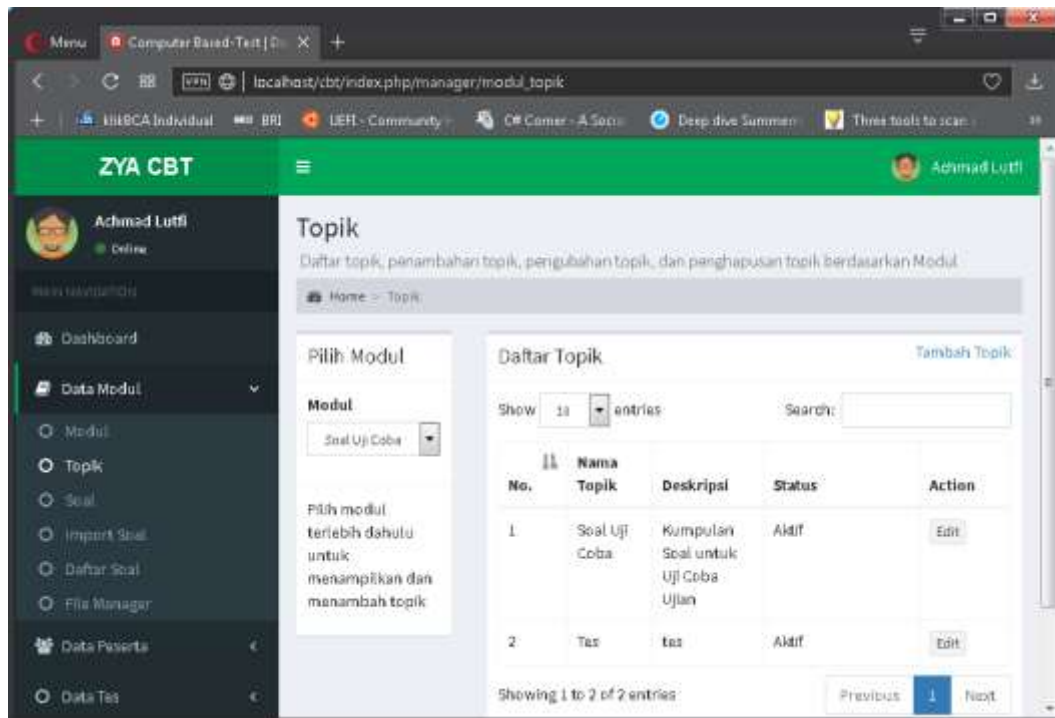 Menu
Computer Based-Test | D
localhost/cbt/index.php/manager/modul_topik
klikBCA Individual
BRI
UEFI - Community
C# Corner - A Soci
Deep dive Summer
Three tools to scan
ZYA CBT
Achmad Lutfi
Achmad Lutfi
Online
MAIN NAVIGATION
Dashboard
Data Modul
Modul
Topik
Soal
Import Soal
Daftar Soal
File Manager
Data Peserta
Data Tes
Topik
Daftar topik, penambahan topik, pengubahan topik, dan penghapusan topik berdasarkan Modul
Home > Topik
Pilih Modul
Modul
Soal Uji Coba
Pilih modul
terlebih dahulu
untuk
menampilkan dan
menambah topik
Daftar Topik
Tambah Topik
Show 10 entries
Search:
No. Nama Topik Deskripsi Status Action
1 Soal Uji Coba Kumpulan Soal untuk Uji Coba Ujian Aktif Edit
2 Tes tes Aktif Edit
Showing 1 to 2 of 2 entries
Previous 1 Next